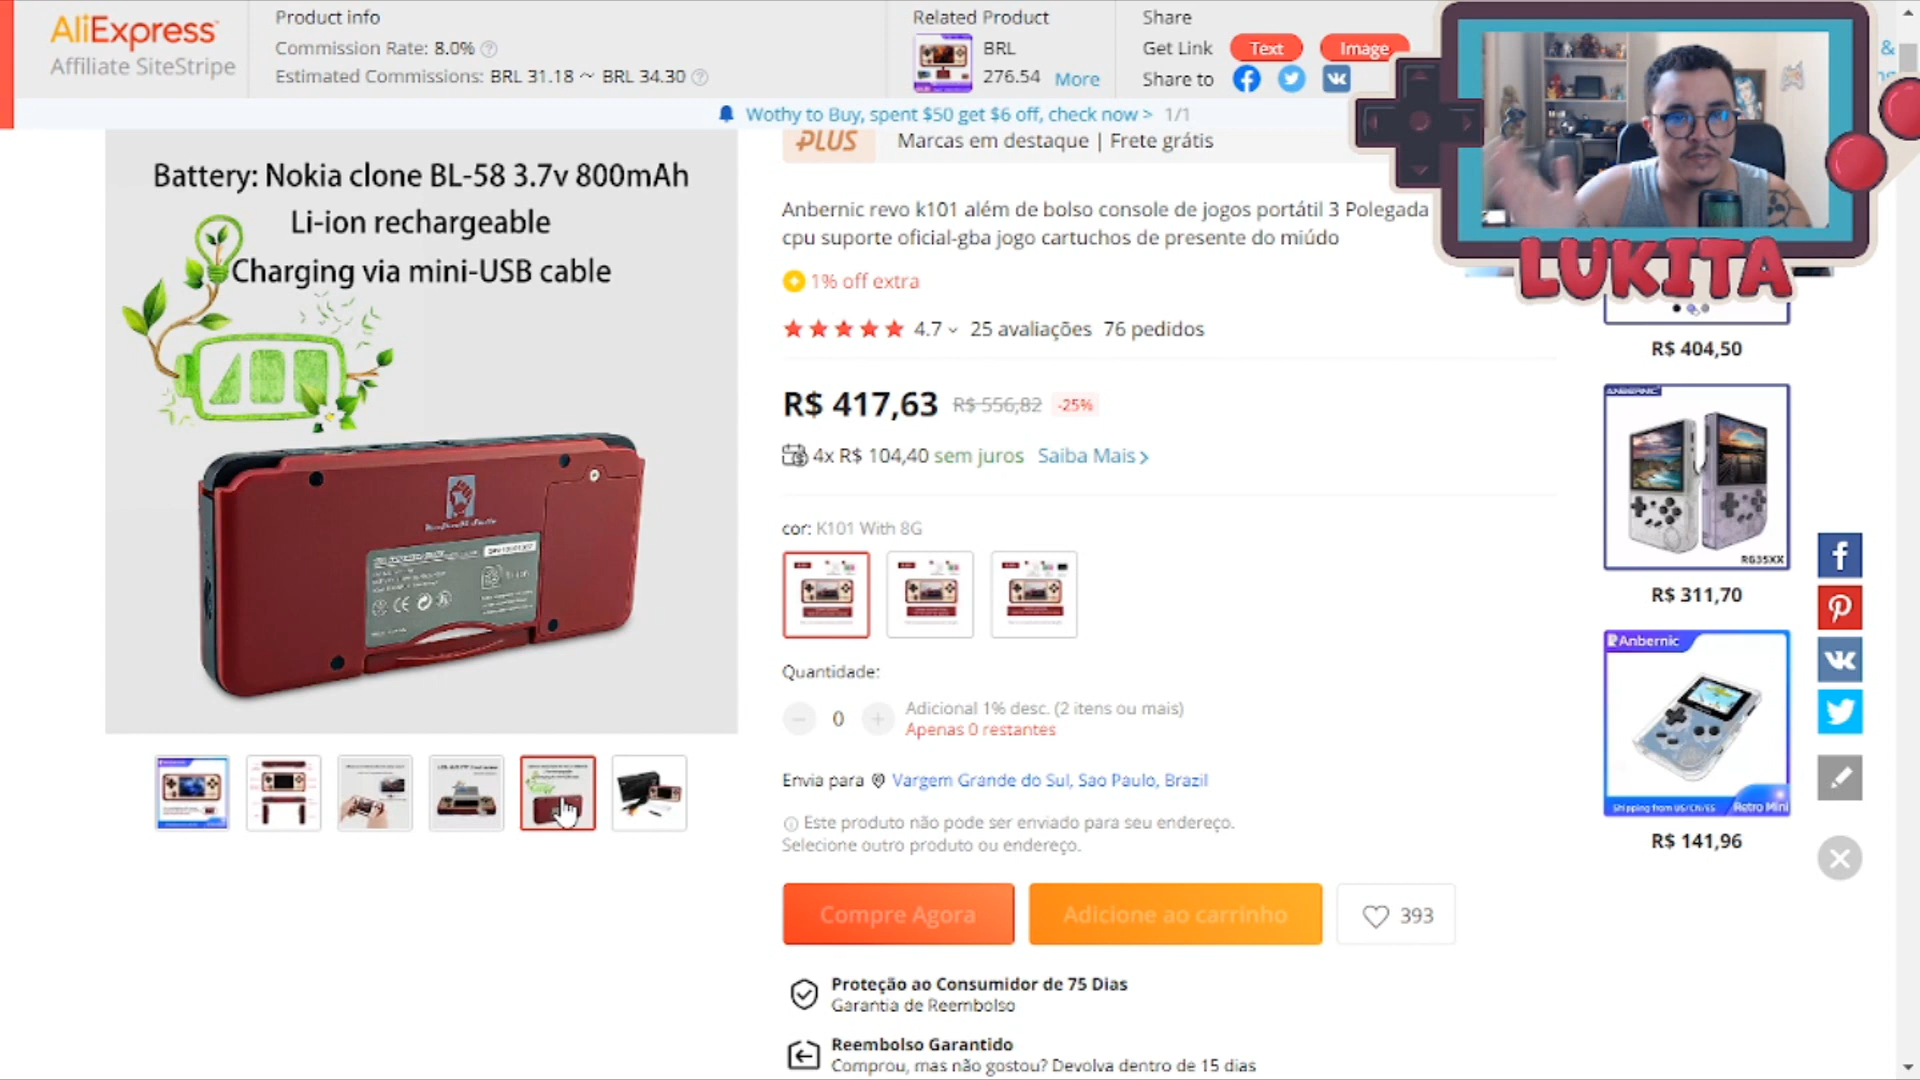 AliExpress
Affiliate SiteStripe
Product info
Commission Rate: 8.0%
Estimated Commissions: BRL 31.18 ~ BRL 34.30
Related Product
BRL
276.54 More
Share
Get Link Text Image
Share to
&
Wothy to Buy, spent $50 get $6 off, check now > 1/1
PLUS Marcas em destaque | Frete grátis
Battery: Nokia clone BL-58 3.7v 800mAh
Li-ion rechargeable
Charging via mini-USB cable
Anbernic revo k101 além de bolso console de jogos portátil 3 Polegada
cpu suporte oficial-gba jogo cartuchos de presente do miúdo
1% off extra
4.7 25 avaliações 76 pedidos
R$ 417,63 R$ 556,82 -25%
4x R$ 104,40 sem juros Saiba Mais >
cor: K101 With 8G
Quantidade:
0
Adicional 1% desc. (2 itens ou mais)
Apenas 0 restantes
Envia para Vargem Grande do Sul, Sao Paulo, Brazil
Este produto não pode ser enviado para seu endereço.
Selecione outro produto ou endereço.
Compre Agora
Adicione ao carrinho
393
Proteção ao Consumidor de 75 Dias
Garantia de Reembolso
Reembolso Garantido
Comprou, mas não gostou? Devolva dentro de 15 dias
LUKITA
R$ 404,50
ANBERNIC
RG35XX
R$ 311,70
Anbernic
Shipping from US/CN/ES
Retro Mini
R$ 141,96